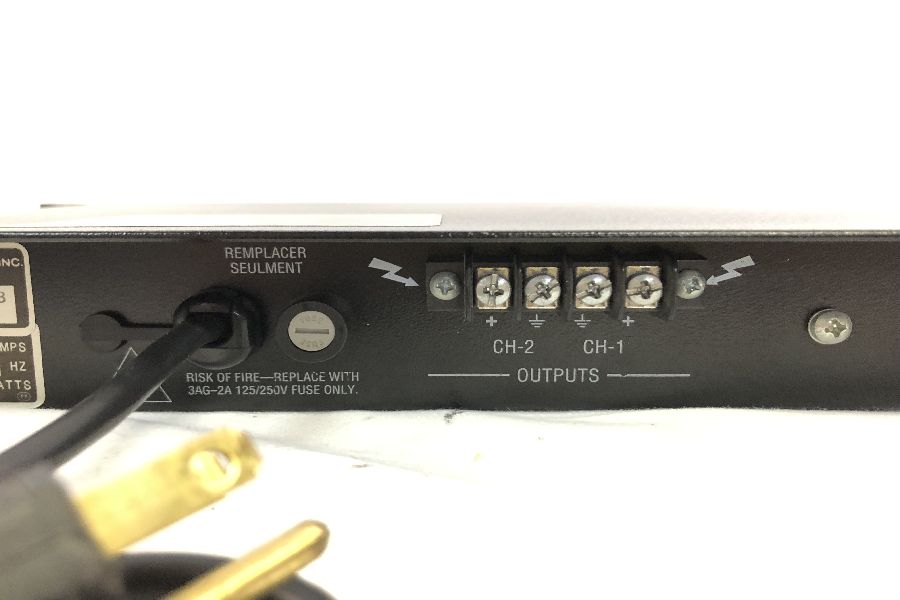 INC.
MPS
HZ
ATTS
REMPLACER
SEULMENT
RISK OF FIRE—REPLACE WITH
3AG-2A 125/250V FUSE ONLY.
+ ⏚ ⏚ +
CH-2 CH-1
OUTPUTS